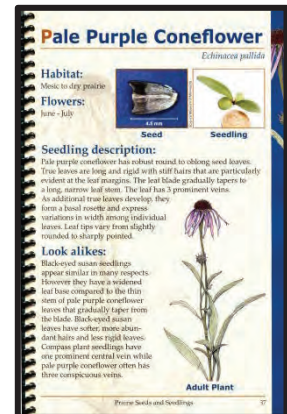 Pale Purple Coneflower
Echinacea pallida
Habitat:
Mesic to dry prairie
Flowers:
June - July
4.0 mm
Seed
Seedling
Seedling description:
Pale purple coneflower has robust round to oblong seed leaves.
True leaves are long and rigid with stiff hairs that are particularly
evident at the leaf margins. The leaf blade gradually tapers to
a long, narrow leaf stem. The leaf has 3 prominent veins.
As additional true leaves develop, they
form a basal rosette and express
variations in width among individual
leaves. Leaf tips vary from slightly
rounded to sharply pointed.
Look alikes:
Black-eyed susan seedlings
appear similar in many respects.
However they have a widened
leaf base compared to the thin
stem of pale purple coneflower
leaves that gradually taper from
the blade. Black-eyed susan
leaves have softer, more abun-
dant hairs and less rigid leaves.
Compass plant seedlings have
one prominent central vein while
pale purple coneflower often has
three conspicuous veins.
Adult Plant
Prairie Seeds and Seedlings
37